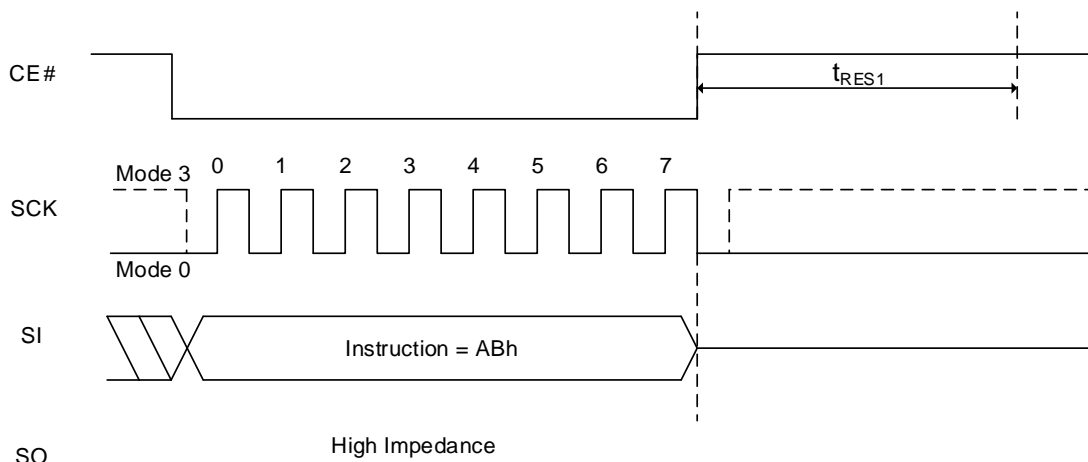 CE#
tRES1
Mode 3
0 1 2 3 4 5 6 7
SCK
Mode 0
SI
Instruction = ABh
High Impedance
SO